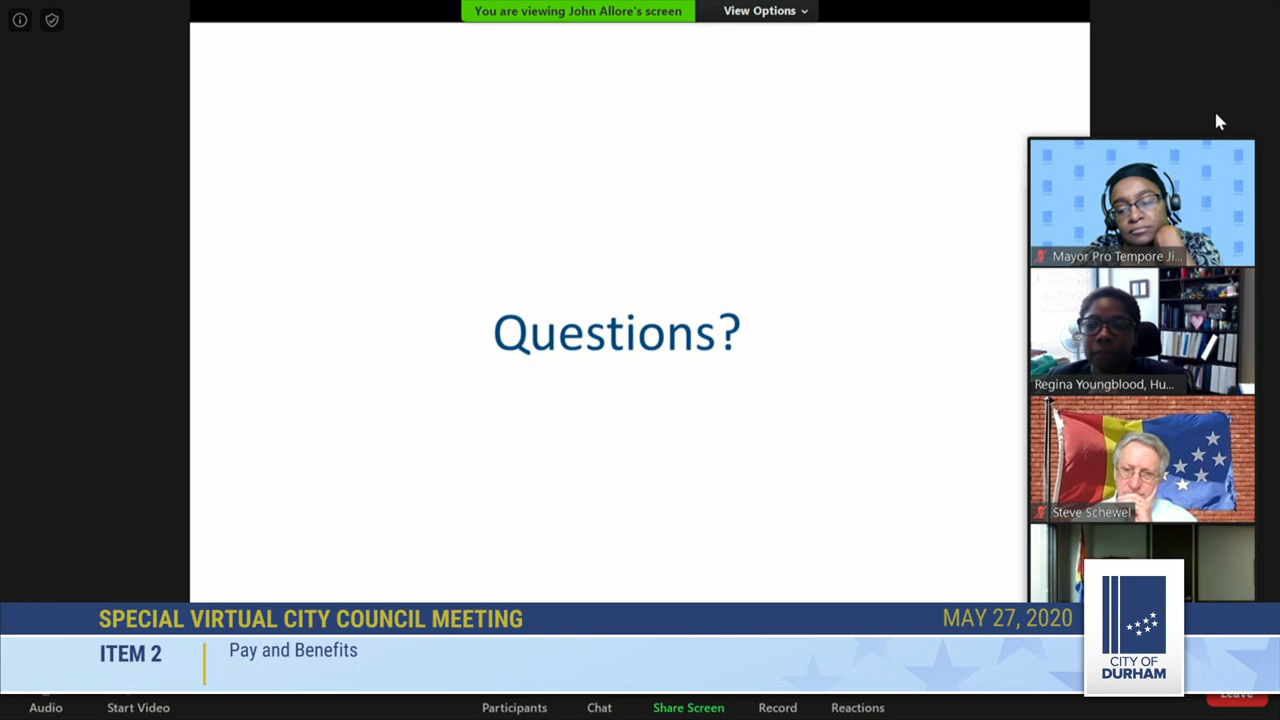 You are viewing John Allore's screen
View Options
Questions?
Mayor Pro Tempore Ji...
Regina Youngblood, Hu...
Steve Schewel
SPECIAL VIRTUAL CITY COUNCIL MEETING
MAY 27, 2020
ITEM 2
Pay and Benefits
CITY OF
DURHAM
Leave
Audio
Start Video
Participants
Chat
Share Screen
Record
Reactions